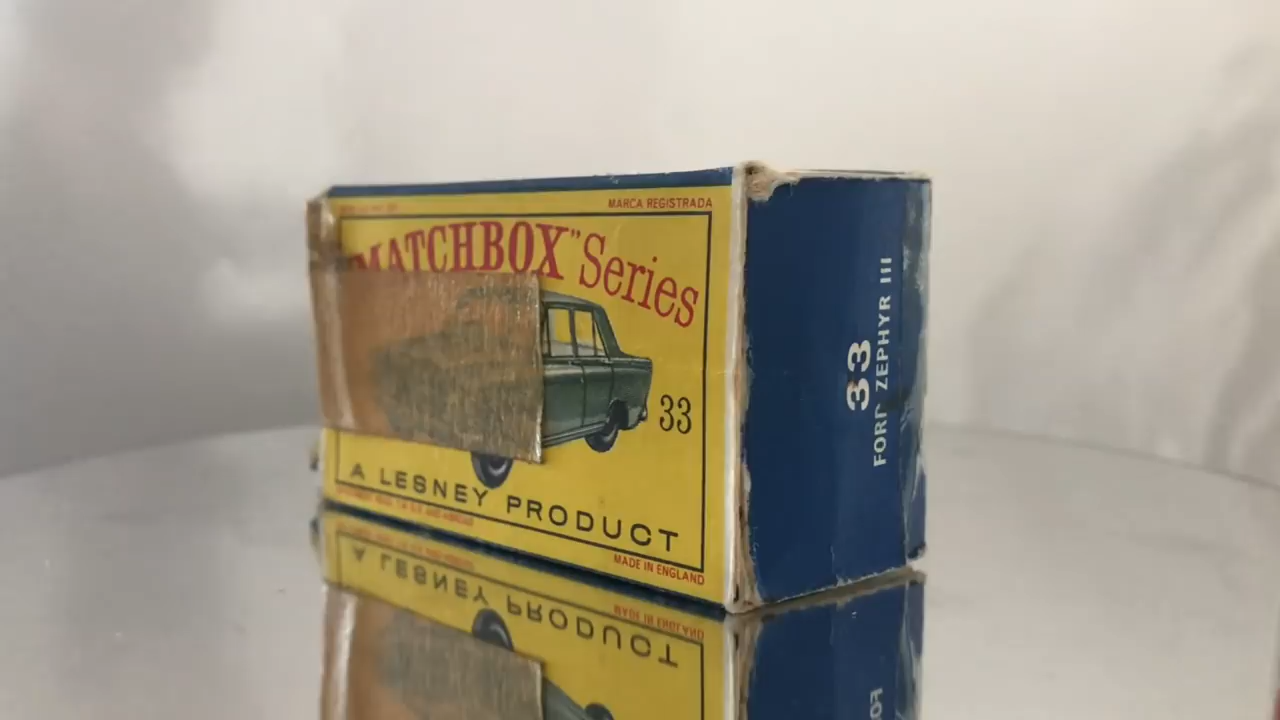 MARCA REGISTRADA
MATCHBOX" Series
33
A LESNEY PRODUCT
MADE IN ENGLAND
33
FORD ZEPHYR III